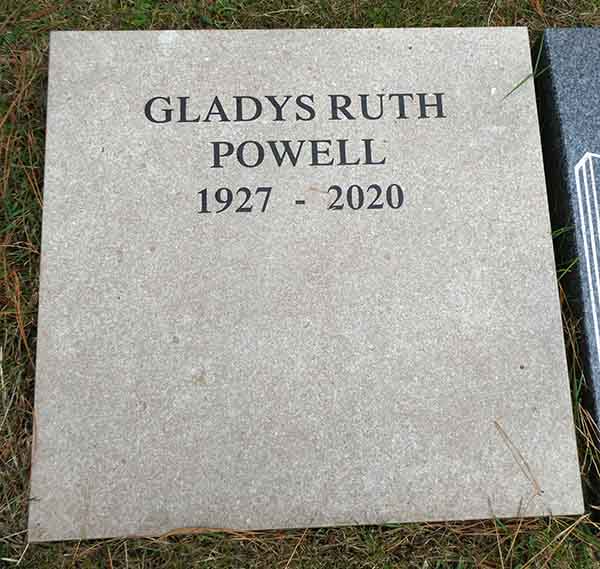 GLADYS RUTH
POWELL
1927 - 2020